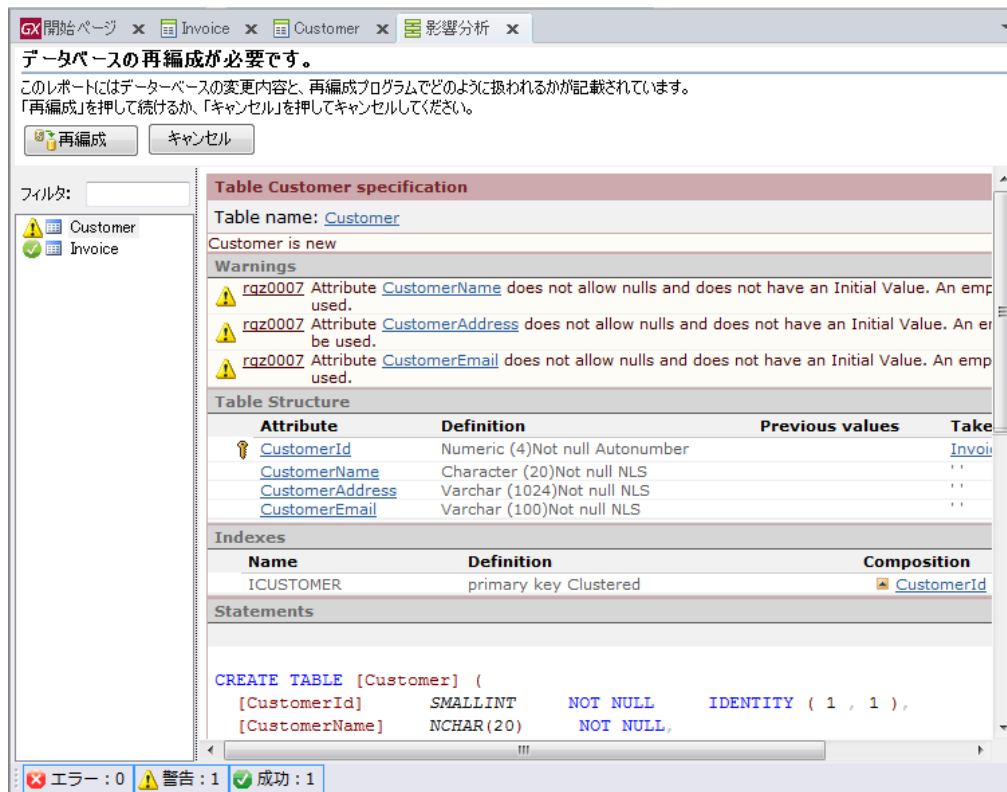 GX 開始ページ x Invoice x Customer x 影響分析 x
データベースの再編成が必要です。
このレポートにはデーターベースの変更内容と、再編成プログラムでどのように扱われるかが記載されています。
「再編成」を押して続けるか、「キャンセル」を押してキャンセルしてください。
再編成 キャンセル
フィルタ:
Customer
Invoice
Table Customer specification
Table name: Customer
Customer is new
Warnings
rgz0007 Attribute CustomerName does not allow nulls and does not have an Initial Value. An emp
used.
rgz0007 Attribute CustomerAddress does not allow nulls and does not have an Initial Value. An em
be used.
rgz0007 Attribute CustomerEmail does not allow nulls and does not have an Initial Value. An emp
used.
Table Structure
Attribute Definition Previous values Take
CustomerId Numeric (4)Not null Autonumber Invoic
CustomerName Character (20)Not null NLS ' '
CustomerAddress Varchar (1024)Not null NLS ' '
CustomerEmail Varchar (100)Not null NLS ' '
Indexes
Name Definition Composition
ICUSTOMER primary key Clustered CustomerId
Statements
CREATE TABLE [Customer] (
[CustomerId] SMALLINT NOT NULL IDENTITY ( 1 , 1 ),
[CustomerName] NCHAR(20) NOT NULL,
エラー : 0 警告 : 1 成功 : 1